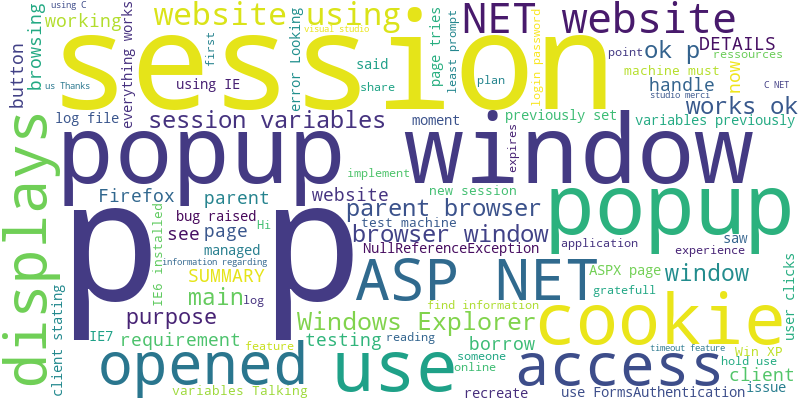 session
NET website
website using
working
using C
browsing
everything works
visual studio
first
us Thanks
button
using IE
error Looking
said
share
page tries
least prompt
login password
plan
ok p
DETAILS
ressources
machine must
now
handle
point
C NET
studio merci
works ok
log file
session variables
moment
previously set
variables previously
popup window
expires
displays
p p
popup
implement
new session
Firefox
parent
website
parent browser
bug raised
Hi
test machine
see
page
browser window
application
saw
experience
NullReferenceException
IE6 installed
managed
information regarding
SUMMARY
ASP NET
ASPX page
window
gratefull
user clicks
main
log
find information
cookie
purpose
Windows Explorer
client stating
IE7
requirement
testing
reading
borrow
timeout feature
Win XP
feature
opened
use
someone
online
access
hold use
client
variables Talking
recreate
use FormsAuthentication
issue